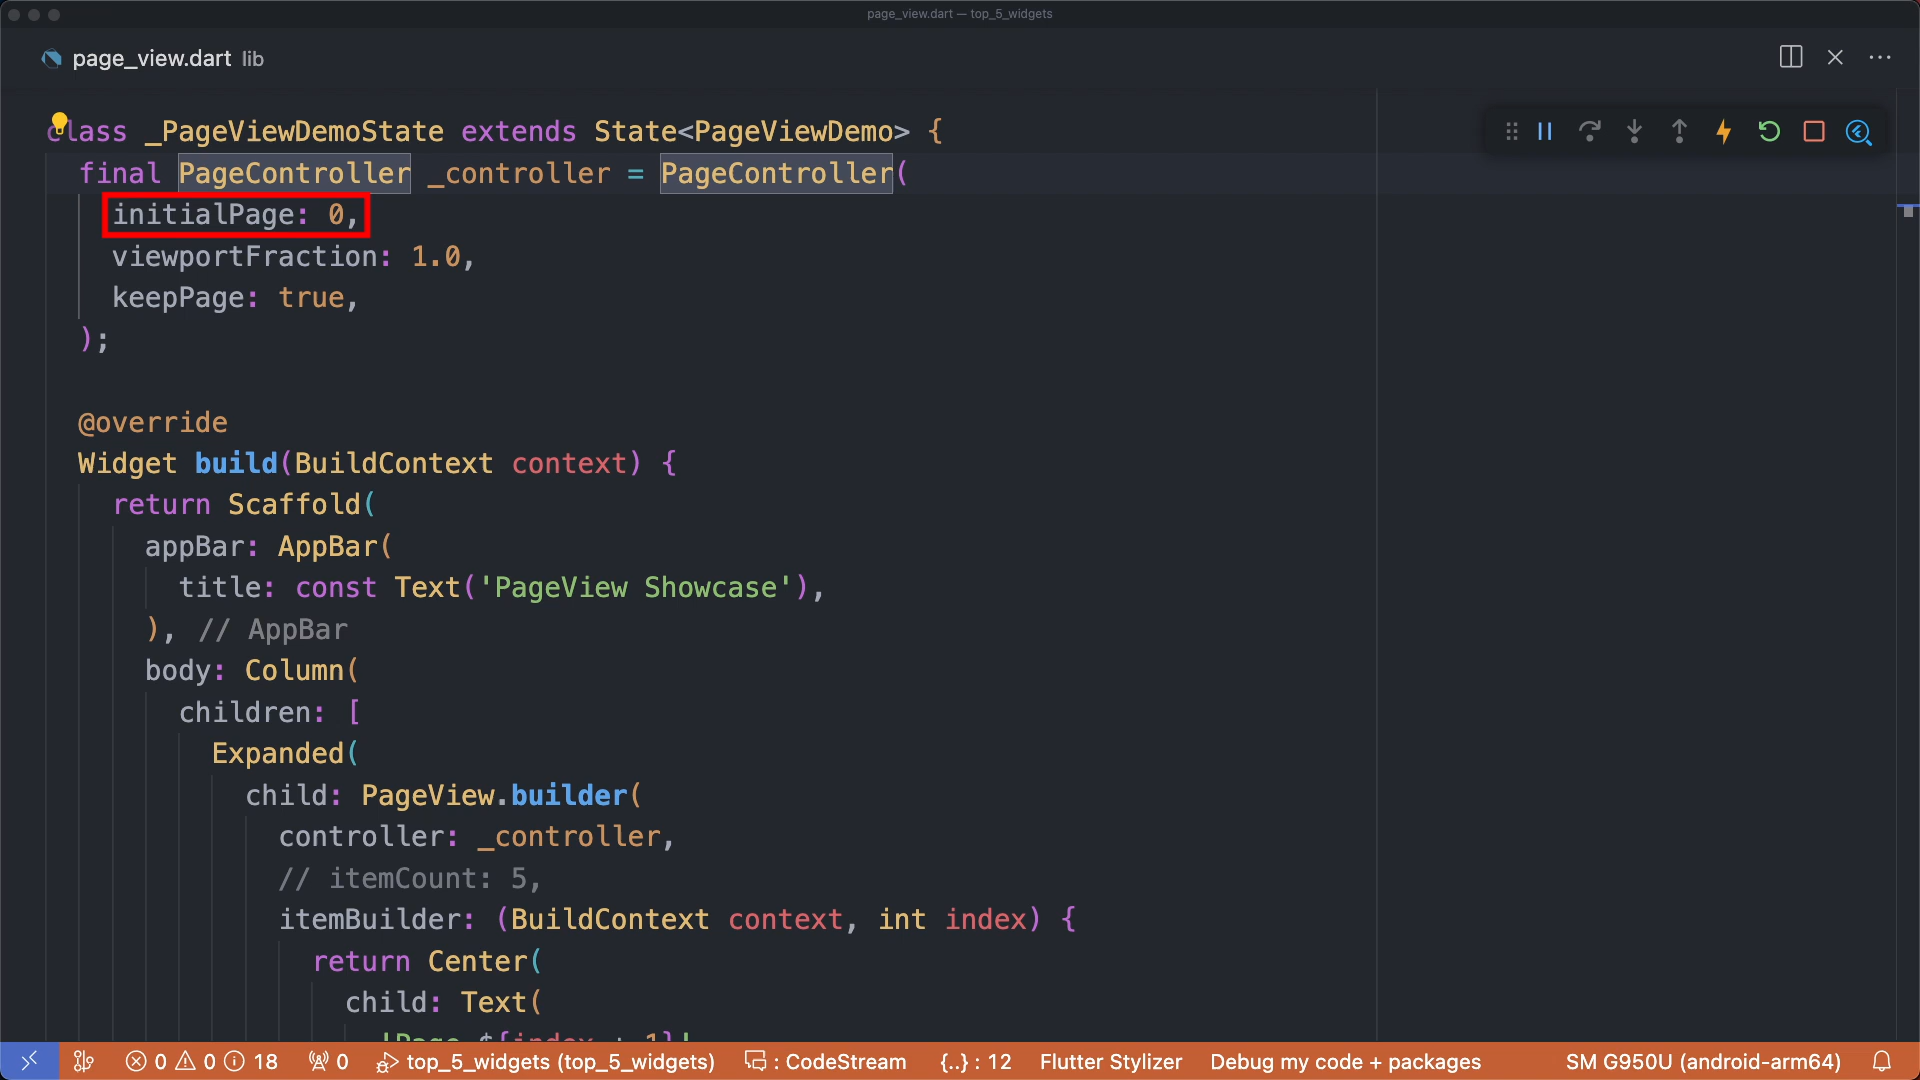 page_view.dart — top_5_widgets
page_view.dart lib
class _PageViewDemoState extends State<PageViewDemo> {
final PageController _controller = PageController(
initialPage: 0,
viewportFraction: 1.0,
keepPage: true,
);
@override
Widget build(BuildContext context) {
return Scaffold(
appBar: AppBar(
title: const Text('PageView Showcase'),
), // AppBar
body: Column(
children: [
Expanded(
child: PageView.builder(
controller: _controller,
// itemCount: 5,
itemBuilder: (BuildContext context, int index) {
return Center(
child: Text(
'Page ${index + 1}'
0 0 18 0 top_5_widgets (top_5_widgets) : CodeStream {..} : 12 Flutter Stylizer Debug my code + packages SM G950U (android-arm64)